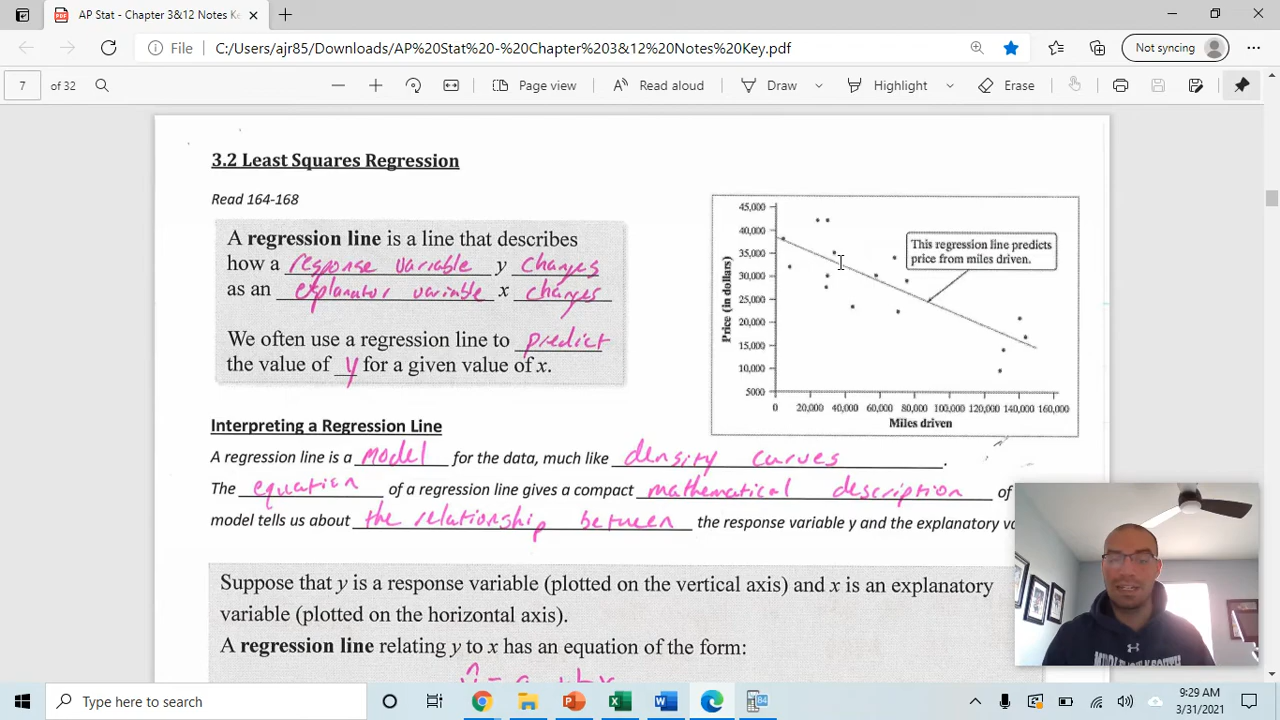 AP Stat - Chapter 3&12 Notes K
File
C:/Users/ajr85/Downloads/AP%20Stat%20-%20Chapter%203&12%20Notes%20Key.pdf
Not syncing
7 of 32
Page view
Read aloud
Draw
Highlight
Erase
3.2 Least Squares Regression
Read 164-168
A regression line is a line that describes
how a response variable y changes
as an explanator variable x changes
We often use a regression line to predict
the value of y for a given value of x.
45,000
40,000
35,000
30,000
25,000
20,000
15,000
10,000
5000
Price (in dollars)
This regression line predicts
price from miles driven.
0 20,000 40,000 60,000 80,000 100,000 120,000 140,000 160,000
Miles driven
Interpreting a Regression Line
A regression line is a model for the data, much like density curves .
The equation of a regression line gives a compact mathematical description of
model tells us about the relationship between the response variable y and the explanatory va
Suppose that y is a response variable (plotted on the vertical axis) and x is an explanatory
variable (plotted on the horizontal axis).
A regression line relating y to x has an equation of the form:
Type here to search
9:29 AM
3/31/2021